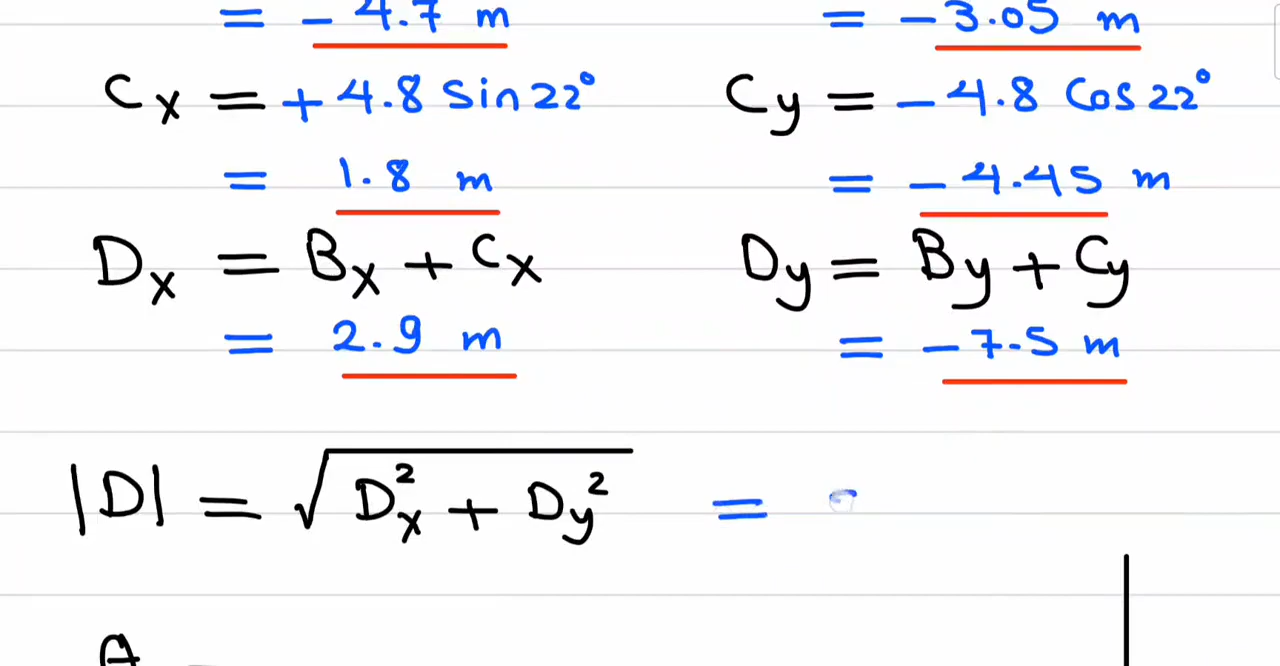 = - 4.7 m = - 3.05 m
Cx = + 4.8 Sin 22° Cy = - 4.8 Cos 22°
= 1.8 m = - 4.45 m
Dx = Bx + Cx Dy = By + Cy
= 2.9 m = - 7.5 m
|D| = √(Dx² + Dy²) =
A